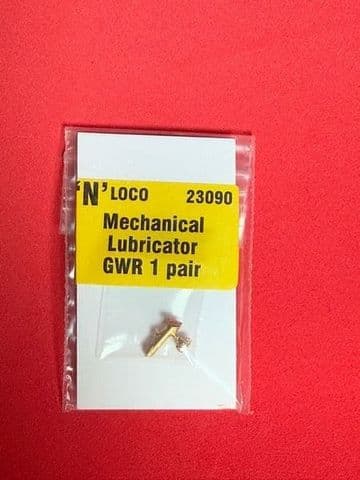 'N' LOCO 23090
Mechanical
Lubricator
GWR 1 pair